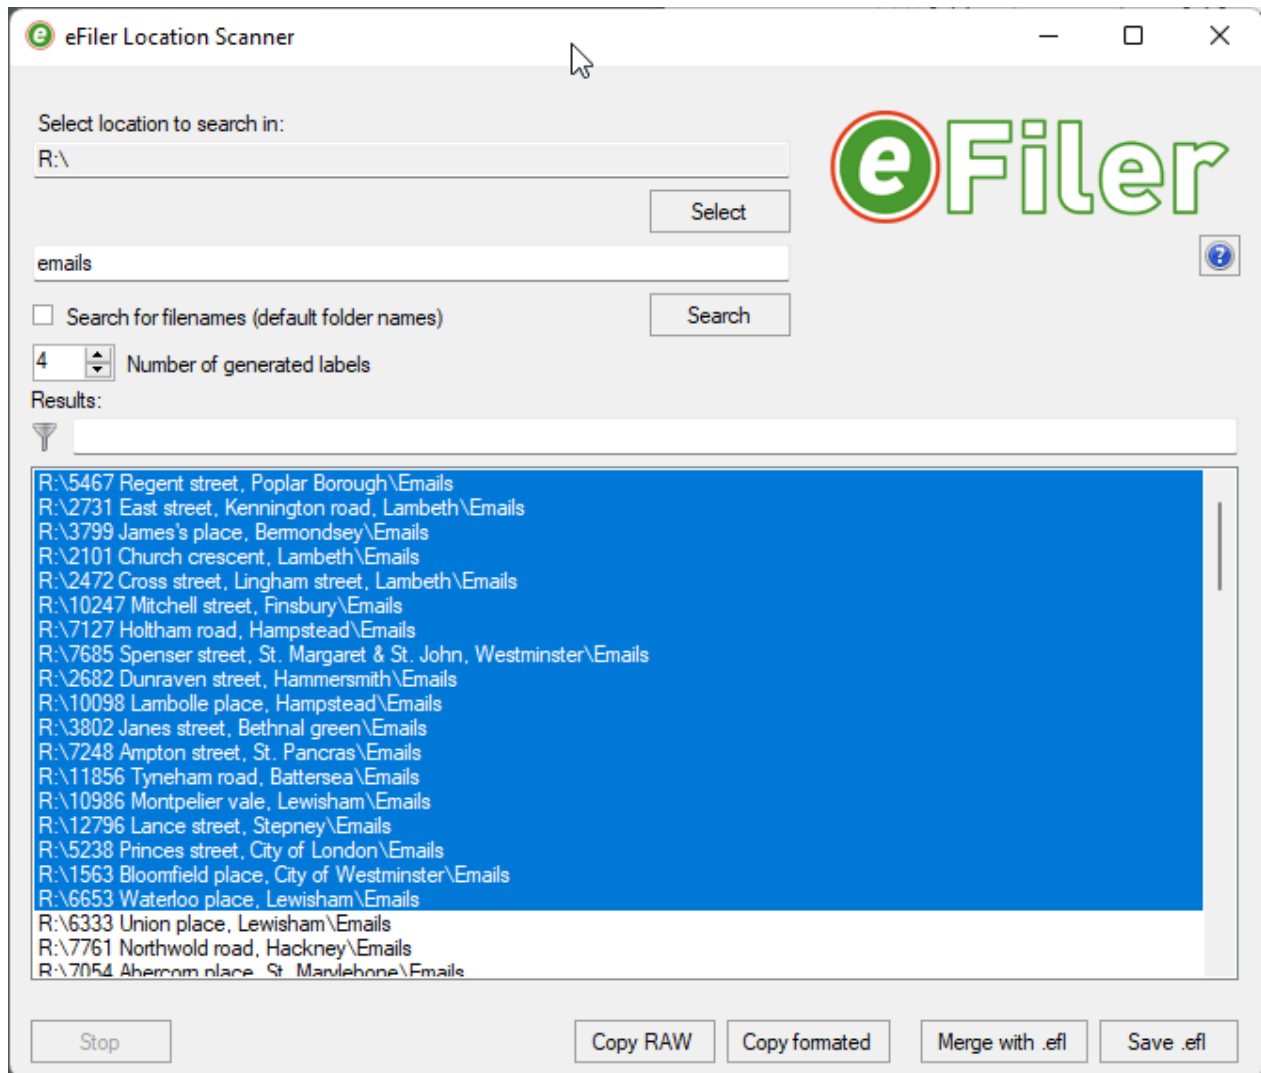 eFiler Location Scanner
Select location to search in:
R:\
Select
eFiler
emails
Search for filenames (default folder names)
Search
4
Number of generated labels
Results:
R:\5467 Regent street, Poplar Borough\Emails
R:\2731 East street, Kennington road, Lambeth\Emails
R:\3799 James's place, Bermondsey\Emails
R:\2101 Church crescent, Lambeth\Emails
R:\2472 Cross street, Lingham street, Lambeth\Emails
R:\10247 Mitchell street, Finsbury\Emails
R:\7127 Holtham road, Hampstead\Emails
R:\7685 Spenser street, St. Margaret & St. John, Westminster\Emails
R:\2682 Dunraven street, Hammersmith\Emails
R:\10098 Lambolle place, Hampstead\Emails
R:\3802 Janes street, Bethnal green\Emails
R:\7248 Ampton street, St. Pancras\Emails
R:\11856 Tyneham road, Battersea\Emails
R:\10986 Montpelier vale, Lewisham\Emails
R:\12796 Lance street, Stepney\Emails
R:\5238 Princes street, City of London\Emails
R:\1563 Bloomfield place, City of Westminster\Emails
R:\6653 Waterloo place, Lewisham\Emails
R:\6333 Union place, Lewisham\Emails
R:\7761 Northwold road, Hackney\Emails
R:\7054 Abercorn place, St. Marylebone\Emails
Stop
Copy RAW
Copy formated
Merge with .efl
Save .efl